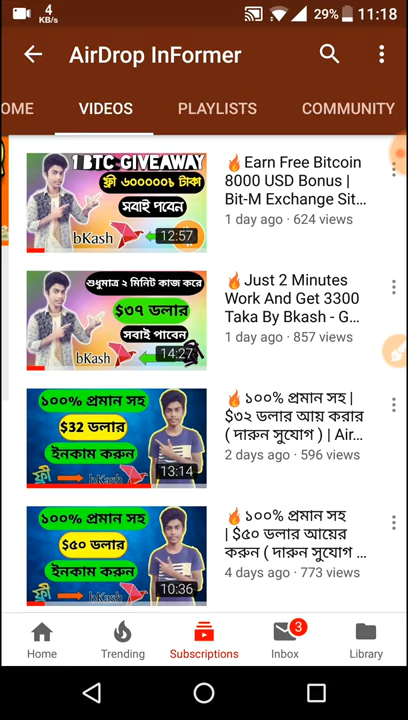 4
KB/s
29%
11:18
AirDrop InFormer
OME
VIDEOS
PLAYLISTS
COMMUNITY
1 BTC GIVEAWAY
ফ্রী ৬০০০০০৳ টাকা
সবাই পাবেন
bKash
12:57
🔥Earn Free Bitcoin
8000 USD Bonus |
Bit-M Exchange Sit...
1 day ago · 624 views
শুধুমাত্র ২ মিনিট কাজ করে
$৩৭ ডলার
সবাই পাবেন
bKash
14:27
🔥Just 2 Minutes
Work And Get 3300
Taka By Bkash - G...
1 day ago · 857 views
১০০% প্রমান সহ
$32 ডলার
ইনকাম করুন
ফ্রী
bKash
13:14
🔥১০০% প্রমান সহ |
$৩২ ডলার আয় করার
( দারুন সুযোগ ) | Air...
2 days ago · 596 views
১০০% প্রমান সহ
$৫০ ডলার
ইনকাম করুন
ফ্রী
bKash
10:36
🔥১০০% প্রমান সহ
| $৫০ ডলার আয়ের
করুন ( দারুন সুযোগ ...
4 days ago · 773 views
3
Home
Trending
Subscriptions
Inbox
Library